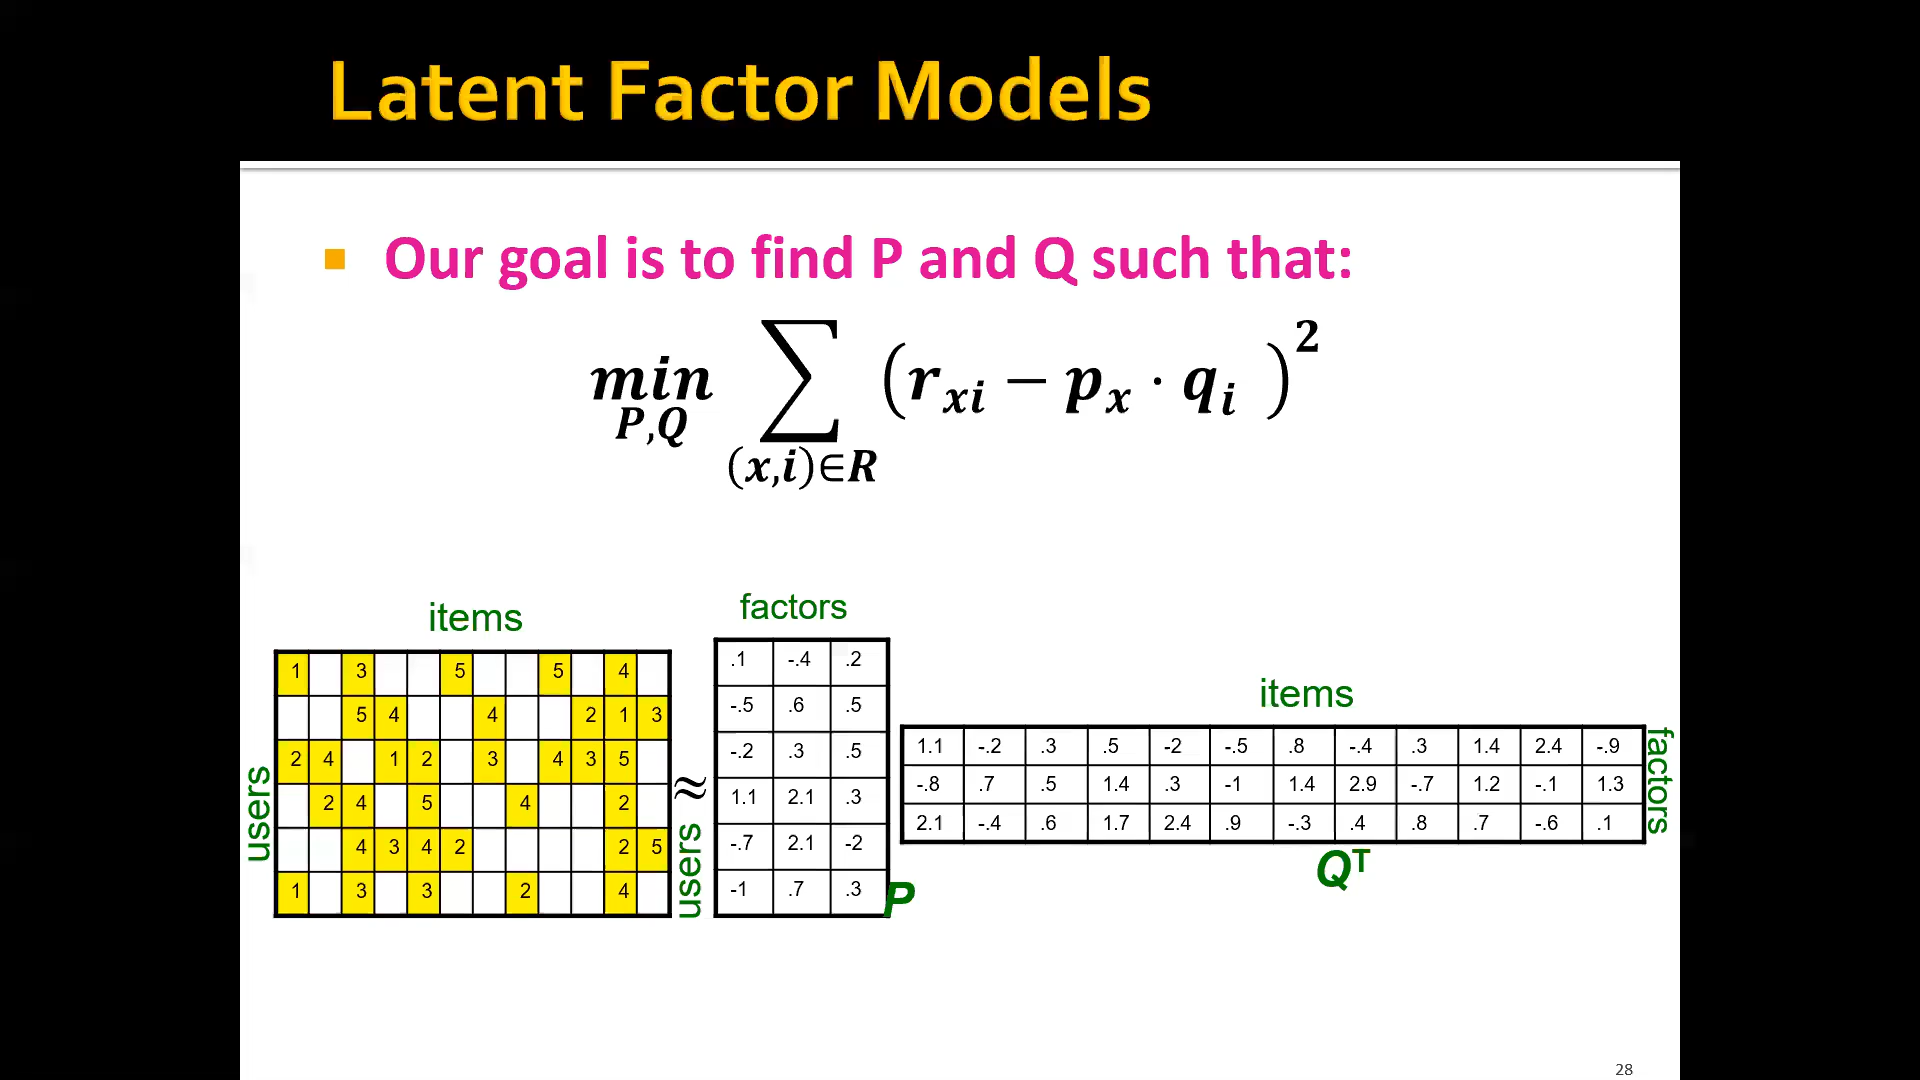 Latent Factor Models
Our goal is to find P and Q such that:
min P,Q ∑ (x,i)∈R (r_xi − p_x · q_i)²
items
users
1 3 5 5 4
5 4 4 2 1 3
2 4 1 2 3 4 3 5
2 4 5 4 2
4 3 4 2 2 5
1 3 3 2 4
≈
factors
users
.1 -.4 .2
-.5 .6 .5
-.2 .3 .5
1.1 2.1 .3
-.7 2.1 -2
-1 .7 .3
P
items
factors
1.1 -.2 .3 .5 -2 -.5 .8 -.4 .3 1.4 2.4 -.9
-.8 .7 .5 1.4 .3 -1 1.4 2.9 -.7 1.2 -.1 1.3
2.1 -.4 .6 1.7 2.4 .9 -.3 .4 .8 .7 -.6 .1
Qᵀ
28